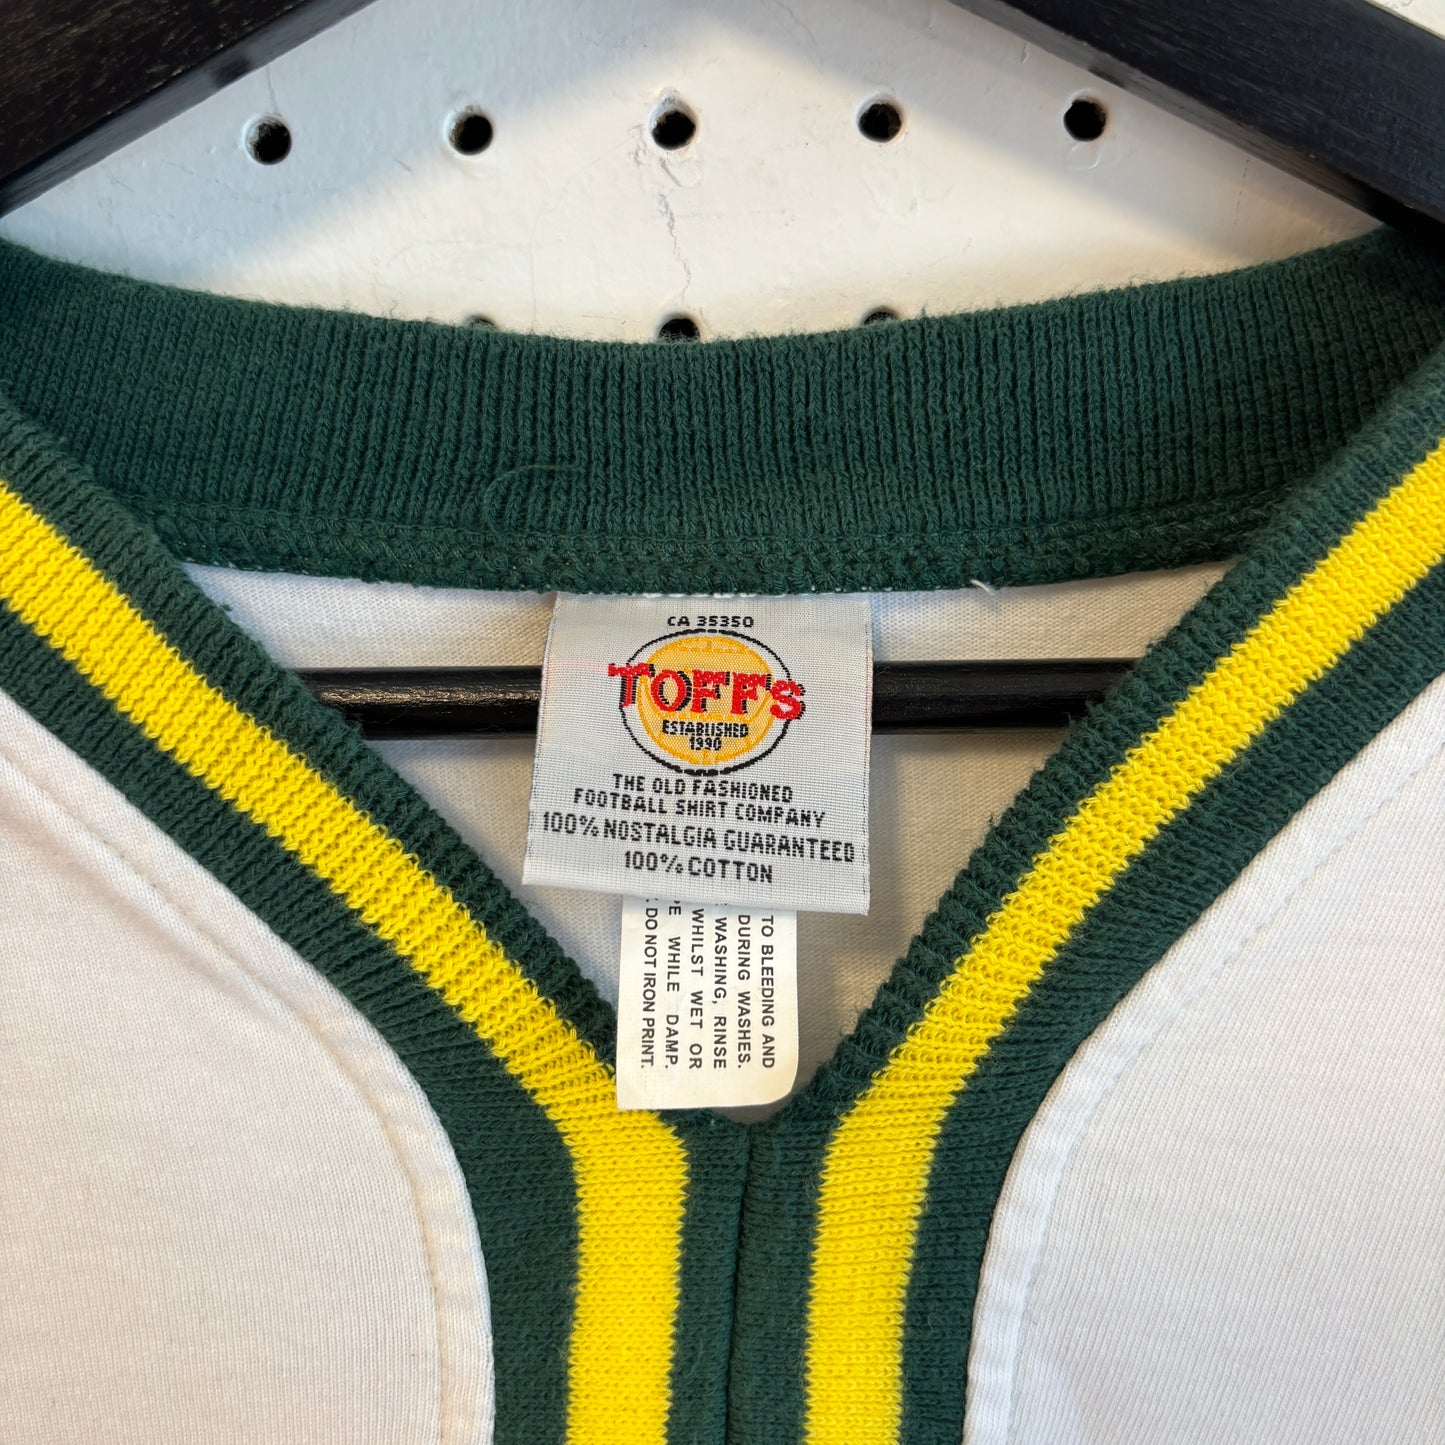 CA 35350
TOFFS
ESTABLISHED
1990
THE OLD FASHIONED
FOOTBALL SHIRT COMPANY
100% NOSTALGIA GUARANTEED
100% COTTON
TO BLEEDING AND
DURING WASHES.
WASHING, RINSE
WHILST WET OR
WHILE DAMP.
DO NOT IRON PRINT.